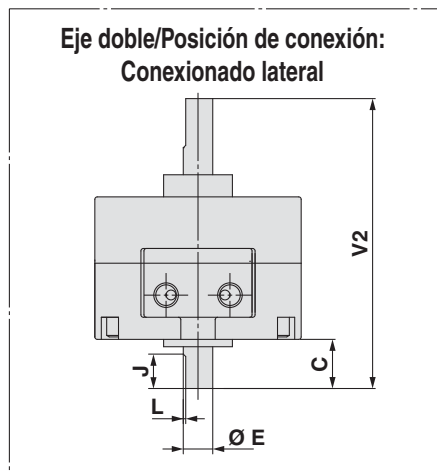 Eje doble/Posición de conexión:
Conexionado lateral
V2
C
J
L
Ø E